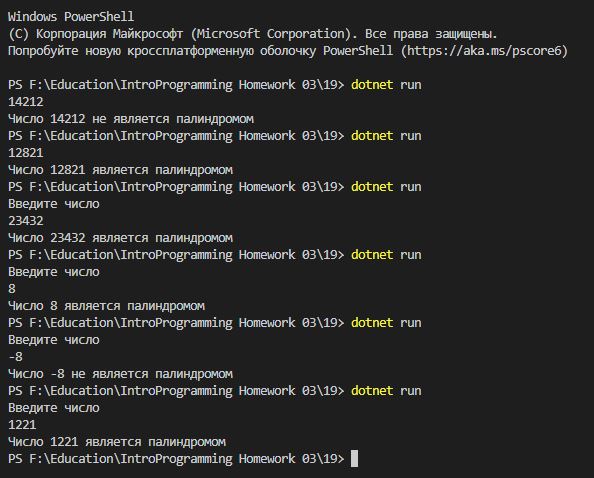 Windows PowerShell
(C) Корпорация Майкрософт (Microsoft Corporation). Все права защищены.
Попробуйте новую кроссплатформенную оболочку PowerShell (https://aka.ms/pscore6)
PS F:\Education\IntroProgramming Homework 03\19> dotnet run
14212
Число 14212 не является палиндромом
PS F:\Education\IntroProgramming Homework 03\19> dotnet run
12821
Число 12821 является палиндромом
PS F:\Education\IntroProgramming Homework 03\19> dotnet run
Введите число
23432
Число 23432 является палиндромом
PS F:\Education\IntroProgramming Homework 03\19> dotnet run
Введите число
8
Число 8 является палиндромом
PS F:\Education\IntroProgramming Homework 03\19> dotnet run
Введите число
-8
Число -8 не является палиндромом
PS F:\Education\IntroProgramming Homework 03\19> dotnet run
Введите число
1221
Число 1221 является палиндромом
PS F:\Education\IntroProgramming Homework 03\19>